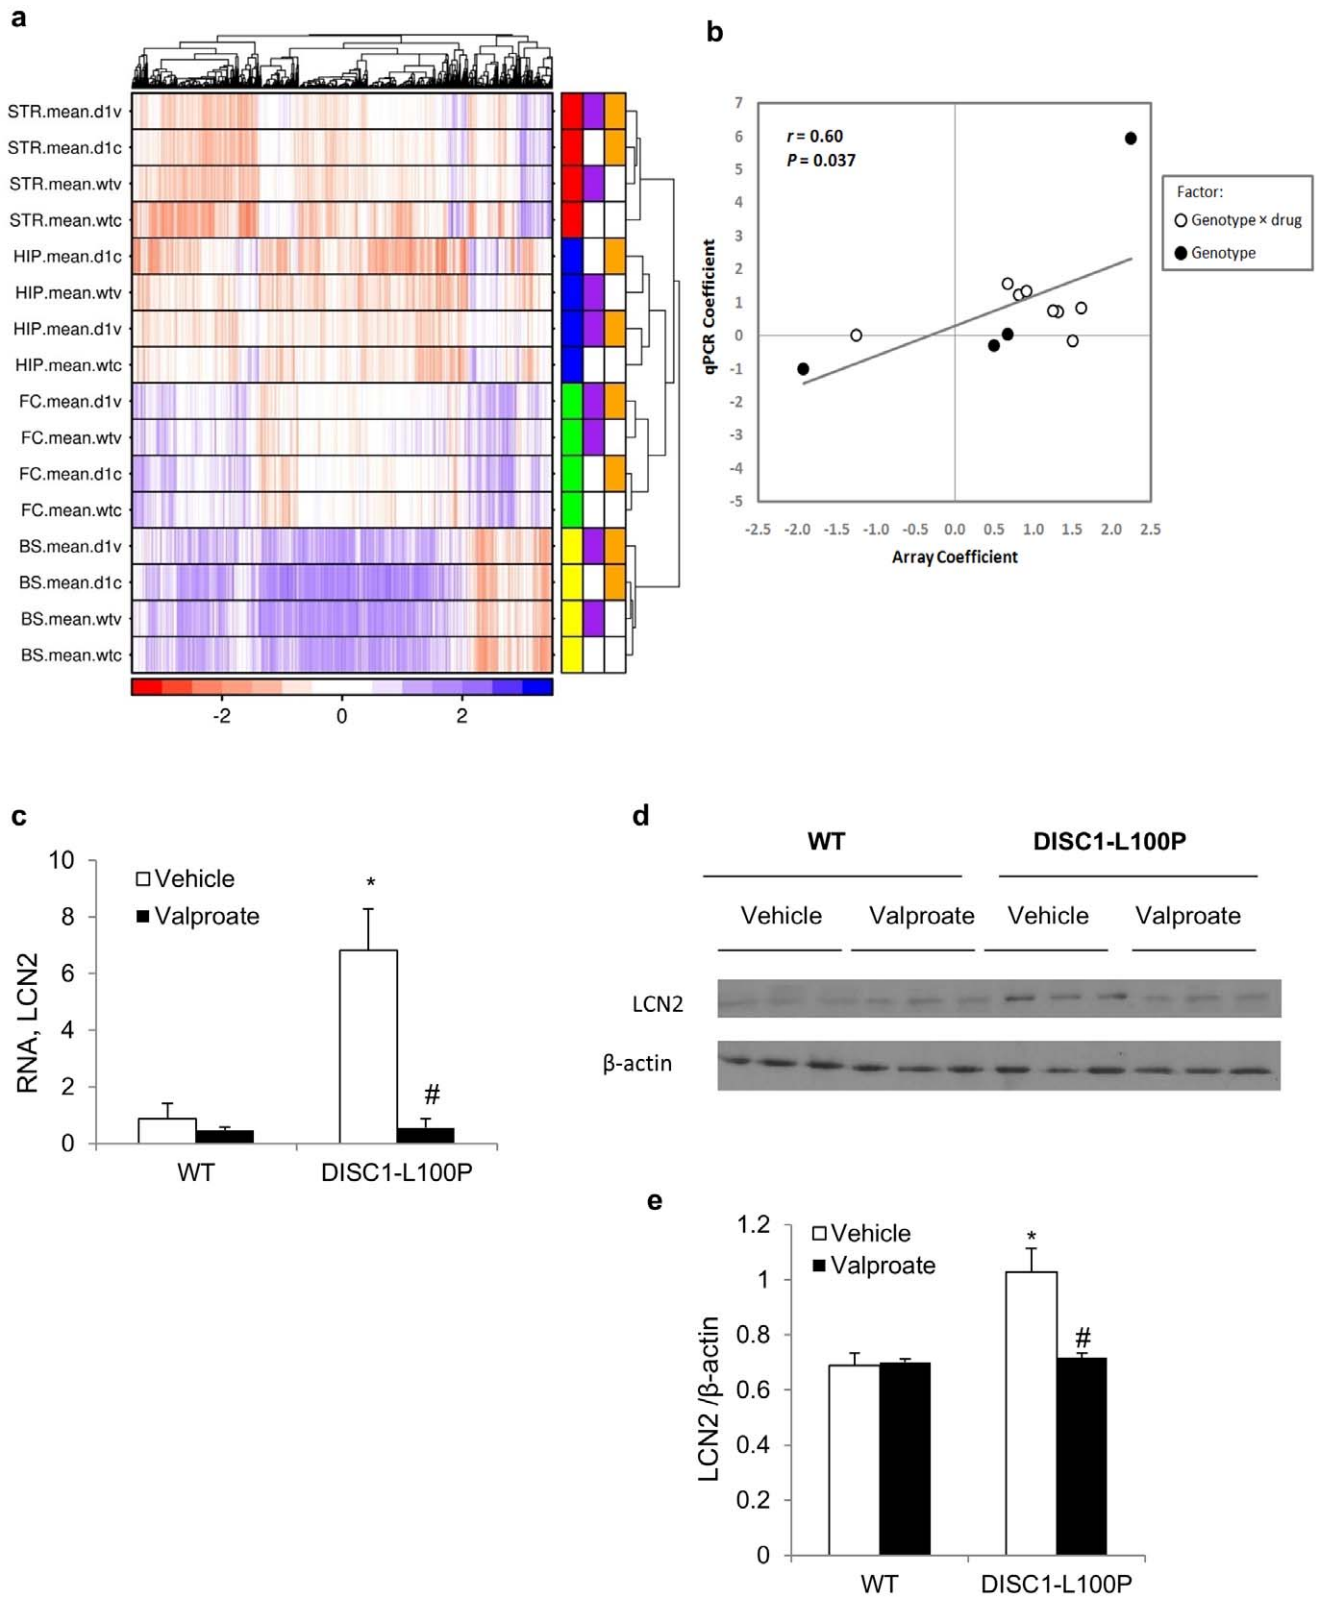 a
STR.mean.d1v
STR.mean.d1c
STR.mean.wtv
STR.mean.wtc
HIP.mean.d1c
HIP.mean.wtv
HIP.mean.d1v
HIP.mean.wtc
FC.mean.d1v
FC.mean.wtv
FC.mean.d1c
FC.mean.wtc
BS.mean.d1v
BS.mean.d1c
BS.mean.wtv
BS.mean.wtc
-2 0 2
b
r = 0.60
P = 0.037
7
6
5
4
3
2
1
0
-1
-2
-3
-4
-5
qPCR Coefficient
-2.5 -2.0 -1.5 -1.0 -0.5 0.0 0.5 1.0 1.5 2.0 2.5
Array Coefficient
Factor:
Genotype × drug
Genotype
c
10
8
6
4
2
0
RNA, LCN2
Vehicle
Valproate
*
#
WT DISC1-L100P
d
WT DISC1-L100P
Vehicle Valproate Vehicle Valproate
LCN2
β-actin
e
1.2
1
0.8
0.6
0.4
0.2
0
LCN2 /β-actin
Vehicle
Valproate
*
#
WT DISC1-L100P